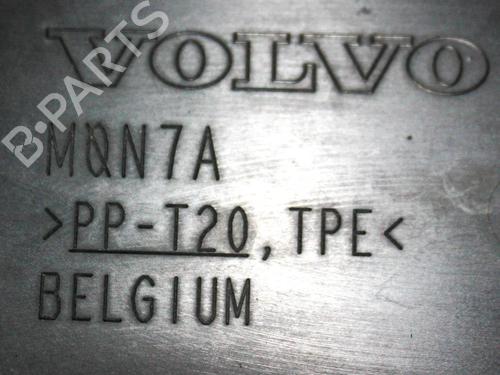 VOLVO
B-PARTS
MQN7A
>PP-T20, TPE<
BELGIUM